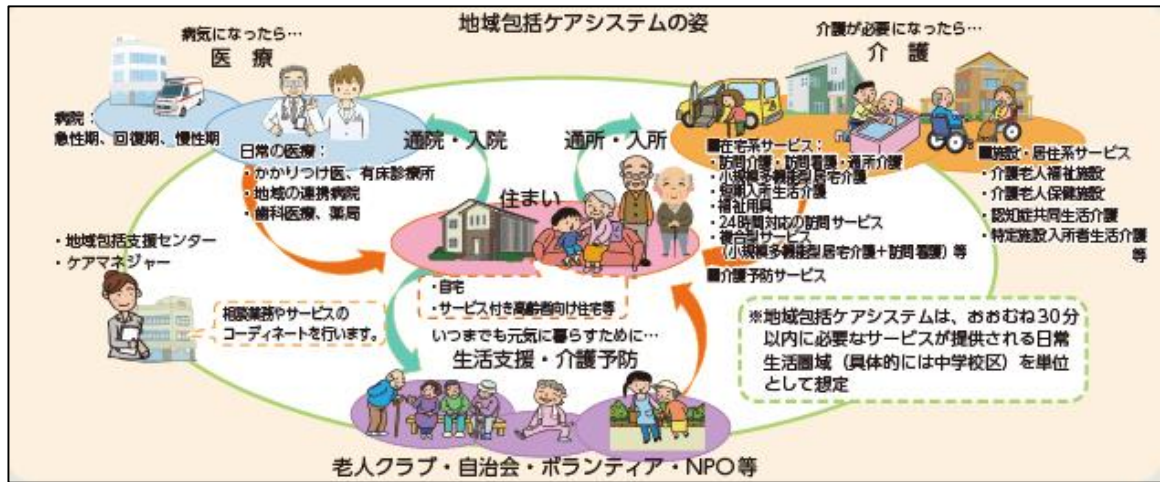 地域包括ケアシステムの姿
病気になったら…
医 療
病院：
急性期、回復期、慢性期
日常の医療：
・かかりつけ医、有床診療所
・地域の連携病院
・歯科医療、薬局
通院・入院
通所・入所
介護が必要になったら…
介 護
■在宅系サービス：
・訪問介護・訪問看護・通所介護
・小規模多機能型居宅介護
・短期入所生活介護
・福祉用具
・24時間対応の訪問サービス
・複合型サービス
（小規模多機能型居宅介護＋訪問看護）等
■介護予防サービス
■施設・居住系サービス
・介護老人福祉施設
・介護老人保健施設
・認知症共同生活介護
・特定施設入所者生活介護
等
住まい
・自宅
・サービス付き高齢者向け住宅等
・地域包括支援センター
・ケアマネジャー
相談業務やサービスの
コーディネートを行います。
いつまでも元気に暮らすために…
生活支援・介護予防
老人クラブ・自治会・ボランティア・NPO等
※地域包括ケアシステムは、おおむね30分
以内に必要なサービスが提供される日常
生活圏域（具体的には中学校区）を単位
として想定